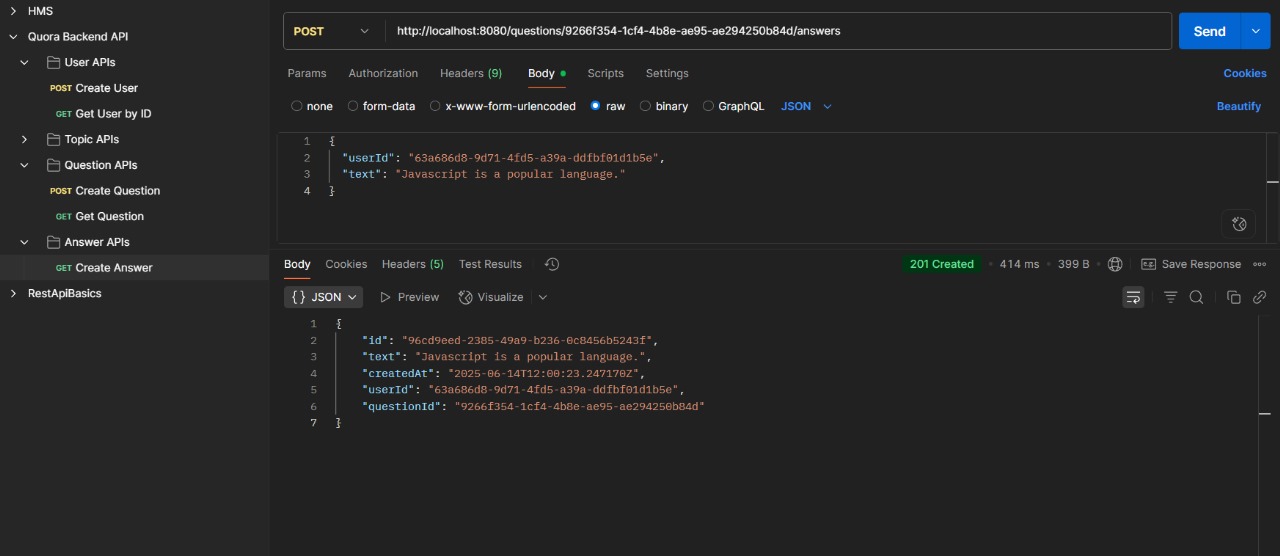 HMS
Quora Backend API
User APIs
POST Create User
GET Get User by ID
Topic APIs
Question APIs
POST Create Question
GET Get Question
Answer APIs
GET Create Answer
RestApiBasics
POST http://localhost:8080/questions/9266f354-1cf4-4b8e-ae95-ae294250b84d/answers Send
Params Authorization Headers (9) Body Scripts Settings Cookies
none form-data x-www-form-urlencoded raw binary GraphQL JSON Beautify
1 {
2 "userId": "63a686d8-9d71-4fd5-a39a-ddfbf01d1b5e",
3 "text": "Javascript is a popular language."
4 }
Body Cookies Headers (5) Test Results 201 Created 414 ms 399 B e.g. Save Response
{} JSON Preview Visualize
1 {
2 "id": "96cd9eed-2385-49a9-b236-0c8456b5243f",
3 "text": "Javascript is a popular language.",
4 "createdAt": "2025-06-14T12:00:23.247170Z",
5 "userId": "63a686d8-9d71-4fd5-a39a-ddfbf01d1b5e",
6 "questionId": "9266f354-1cf4-4b8e-ae95-ae294250b84d"
7 }